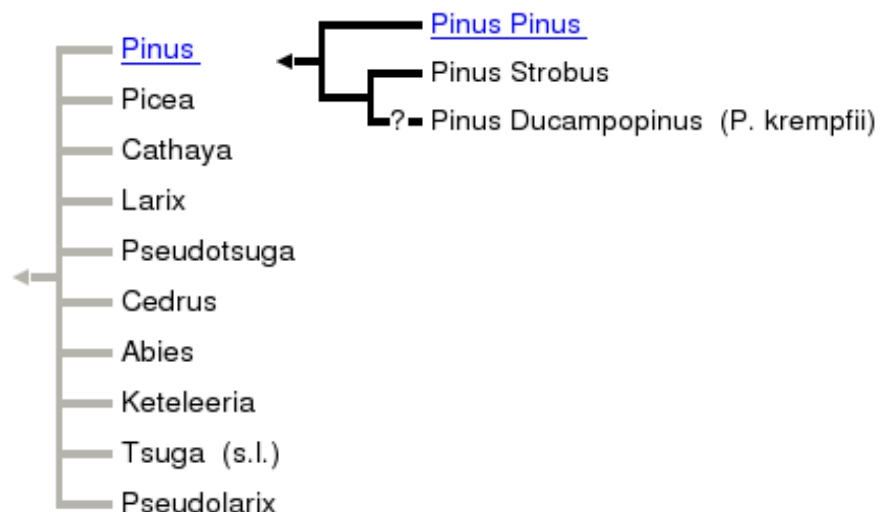 Pinus
Picea
Cathaya
Larix
Pseudotsuga
Cedrus
Abies
Keteleeria
Tsuga (s.l.)
Pseudolarix
Pinus Pinus
Pinus Strobus
? Pinus Ducampopinus (P. krempfii)